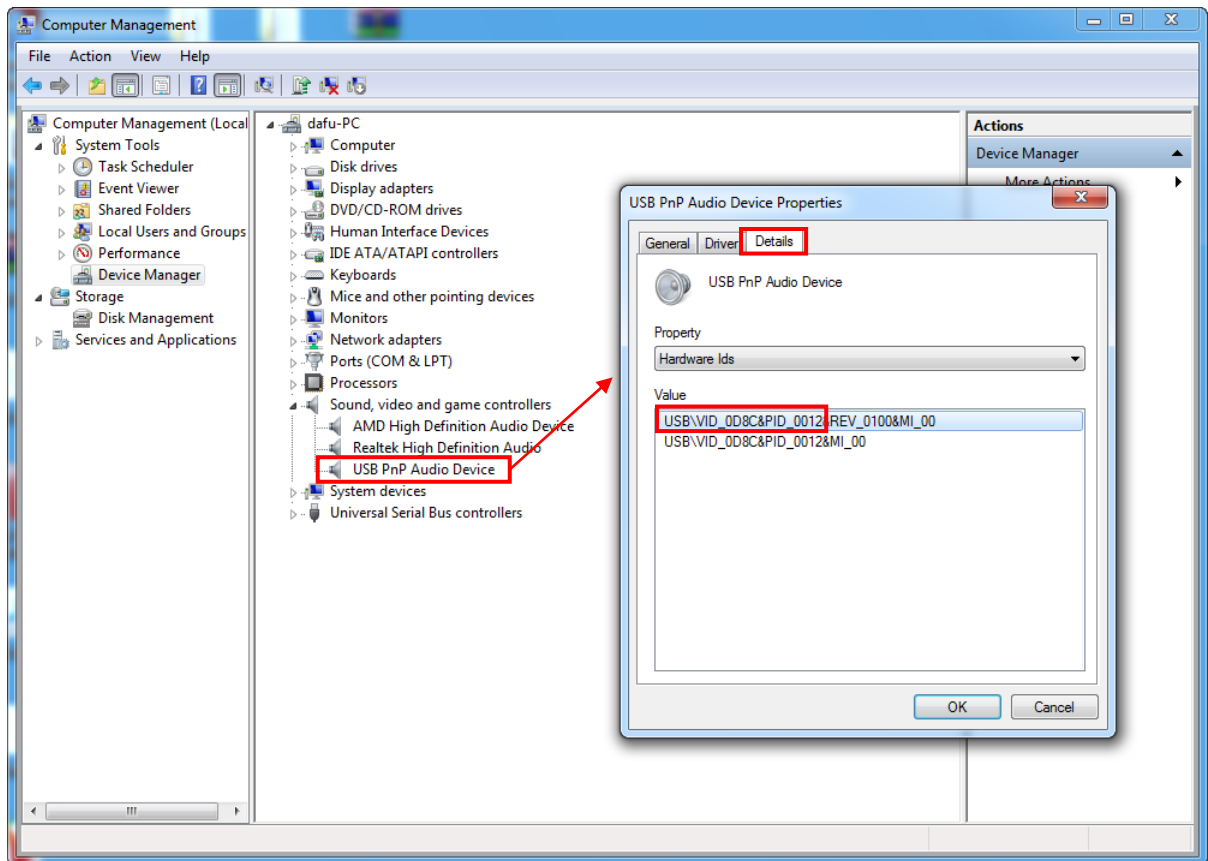 Computer Management
File Action View Help
Computer Management (Local
System Tools
Task Scheduler
Event Viewer
Shared Folders
Local Users and Groups
Performance
Device Manager
Storage
Disk Management
Services and Applications
dafu-PC
Computer
Disk drives
Display adapters
DVD/CD-ROM drives
Human Interface Devices
IDE ATA/ATAPI controllers
Keyboards
Mice and other pointing devices
Monitors
Network adapters
Ports (COM & LPT)
Processors
Sound, video and game controllers
AMD High Definition Audio Device
Realtek High Definition Audio
USB PnP Audio Device
System devices
Universal Serial Bus controllers
Actions
Device Manager
More Actions
USB PnP Audio Device Properties
General Driver Details
USB PnP Audio Device
Property
Hardware Ids
Value
USB\VID_0D8C&PID_0012&REV_0100&MI_00
USB\VID_0D8C&PID_0012&MI_00
OK Cancel